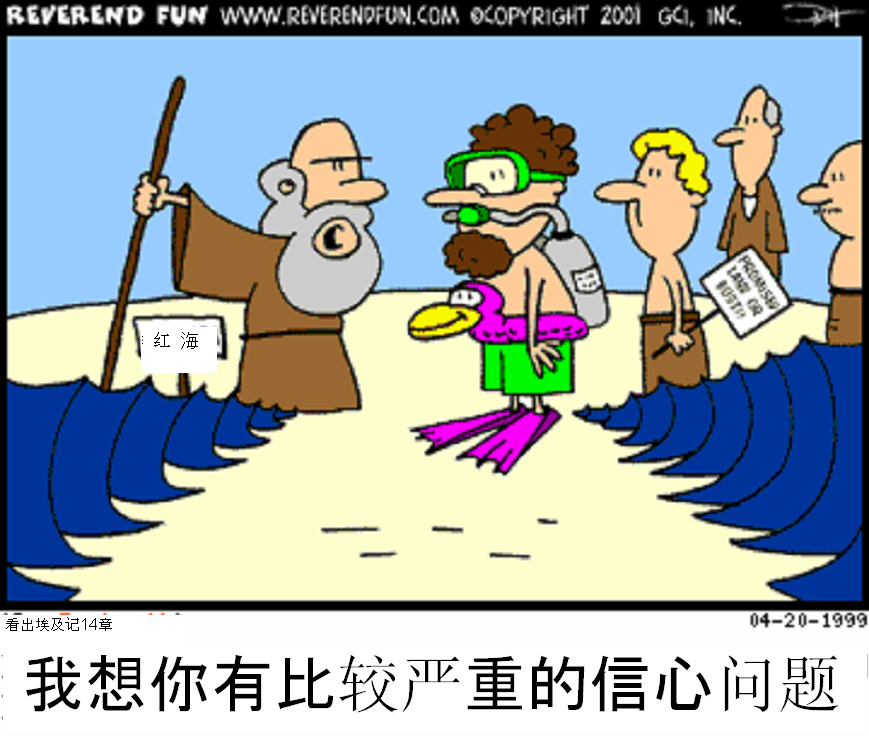 REVEREND FUN WWW.REVERENDFUN.COM ©COPYRIGHT 2001 GCI, INC.
红 海
PROMISED
LAND OR
BUST!!
04-20-1999
看出埃及记14章
我想你有比较严重的信心问题